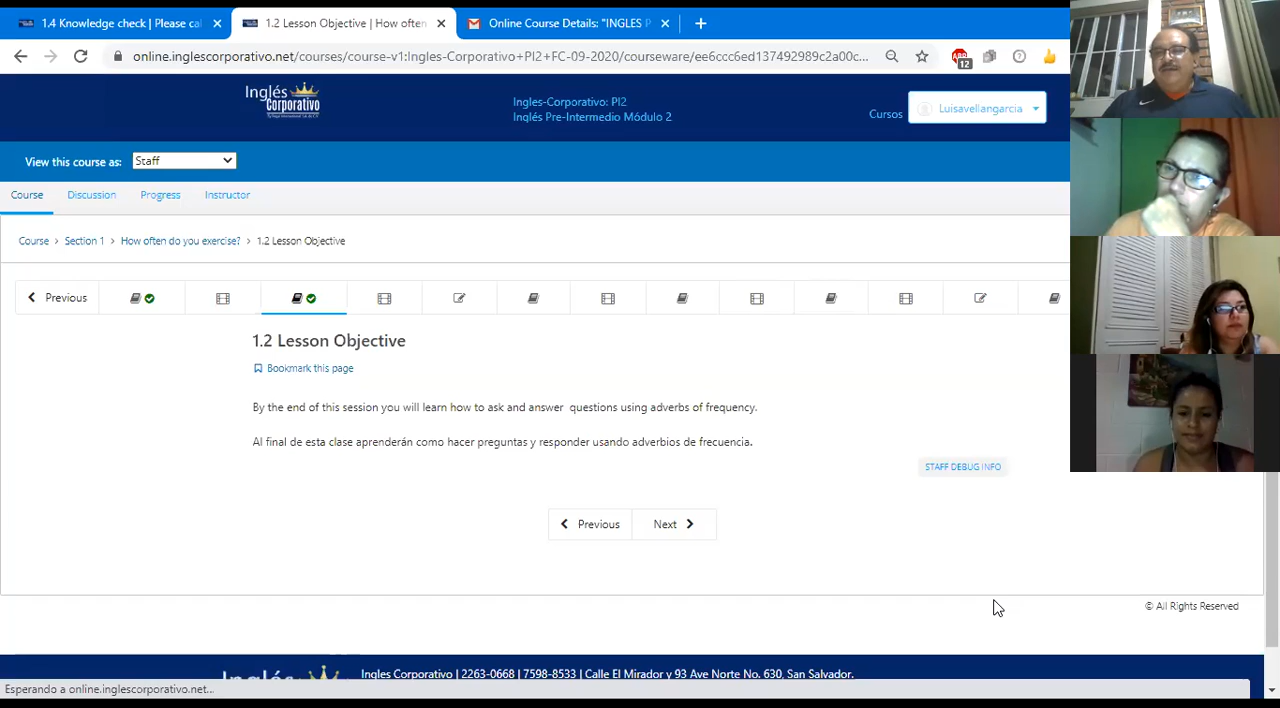 1.4 Knowledge check | Please cal
1.2 Lesson Objective | How often
Online Course Details: "INGLES P
online.inglescorporativo.net/courses/course-v1:Ingles-Corporativo+PI2+FC-09-2020/courseware/ee6ccc6ed137492989c2a00c...
12
Inglés
Corporativo
Ingles-Corporativo: PI2
Inglés Pre-Intermedio Módulo 2
Cursos
Luisavellangarcia
View this course as:
Staff
Course
Discussion
Progress
Instructor
Course > Section 1 > How often do you exercise? > 1.2 Lesson Objective
Previous
1.2 Lesson Objective
Bookmark this page
By the end of this session you will learn how to ask and answer questions using adverbs of frequency.
Al final de esta clase aprenderán como hacer preguntas y responder usando adverbios de frecuencia.
STAFF DEBUG INFO
Previous
Next
© All Rights Reserved
Inglés
Ingles Corporativo | 2263-0668 | 7598-8533 | Calle El Mirador y 93 Ave Norte No. 630, San Salvador.
Esperando a online.inglescorporativo.net...